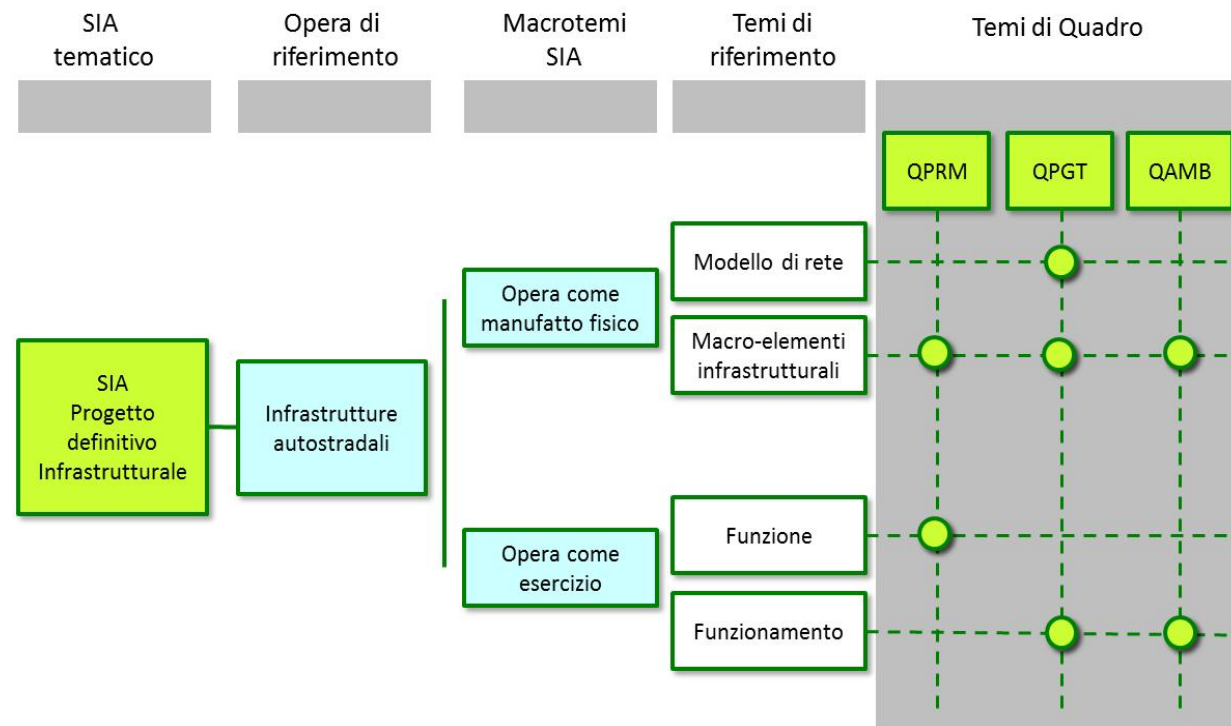 SIA
tematico
Opera di
riferimento
Macrotemi
SIA
Temi di
riferimento
Temi di Quadro
QPRM
QPGT
QAMB
SIA
Progetto
definitivo
Infrastrutturale
Infrastrutture
autostradali
Opera come
manufatto fisico
Modello di rete
Macro-elementi
infrastrutturali
Opera come
esercizio
Funzione
Funzionamento